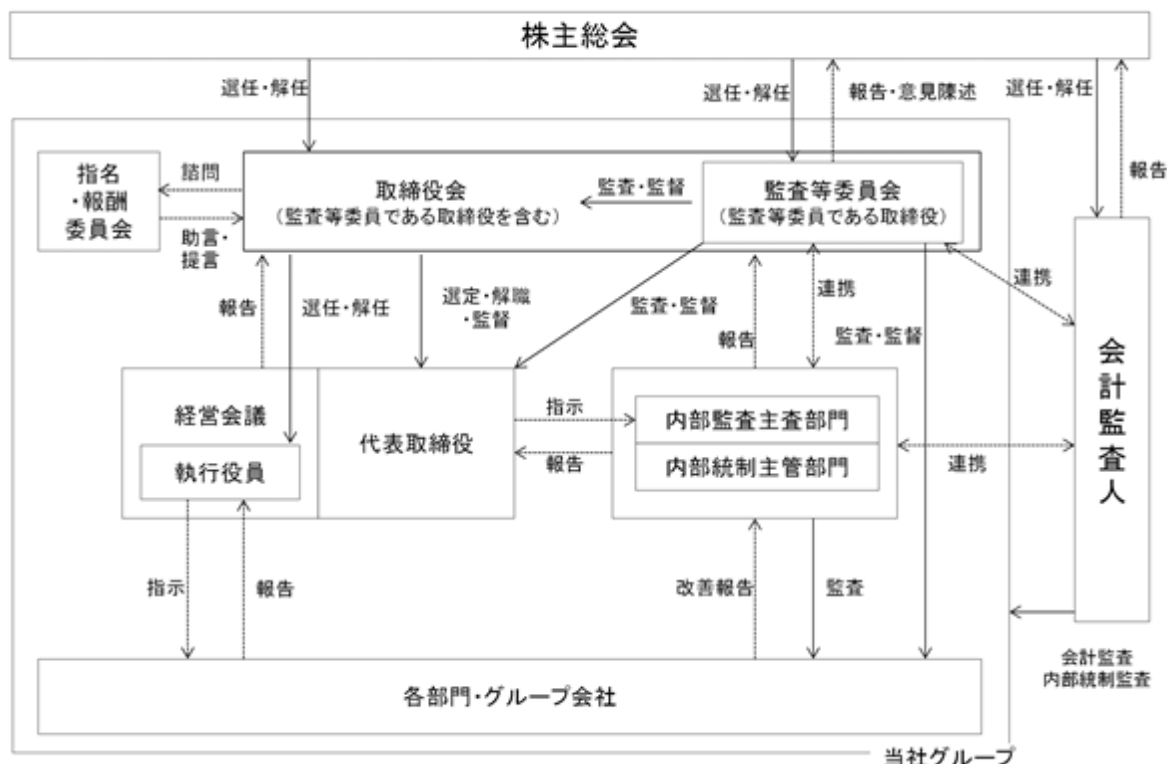 株主総会
選任・解任
選任・解任
報告・意見陳述
選任・解任
報告
指名
・報酬
委員会
諮問
助言・
提言
取締役会
(監査等委員である取締役を含む)
監査・監督
監査等委員会
(監査等委員である取締役)
連携
報告
選任・解任
選定・解職
・監督
監査・監督
報告
連携
監査・監督
会計監査人
経営会議
執行役員
代表取締役
指示
報告
内部監査主査部門
内部統制主管部門
連携
指示
報告
改善報告
監査
会計監査
内部統制監査
各部門・グループ会社
当社グループ